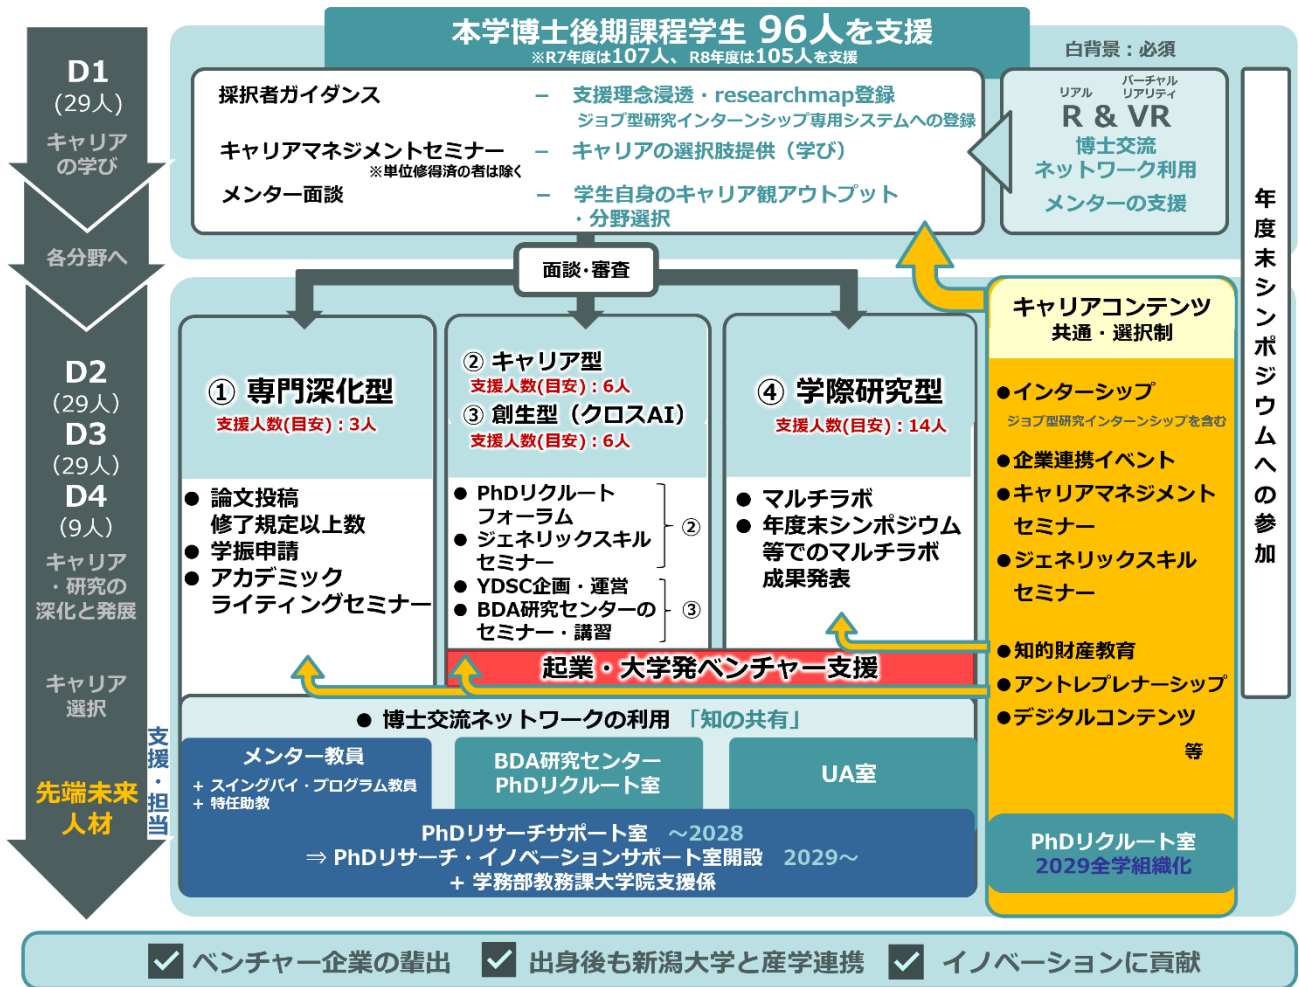 本学博士後期課程学生 96人を支援
※R7年度は107人、R8年度は105人を支援
白背景：必須
D1
(29人)
キャリア
の学び
各分野へ
D2
(29人)
D3
(29人)
D4
(9人)
キャリア
・研究の
深化と発展
キャリア
選択
先端未来
人材
採択者ガイダンス － 支援理念浸透・researchmap登録
ジョブ型研究インターンシップ専用システムへの登録
キャリアマネジメントセミナー － キャリアの選択肢提供（学び）
※単位修得済の者は除く
メンター面談 － 学生自身のキャリア観アウトプット
・分野選択
リアル バーチャル
リアリティ
R & VR
博士交流
ネットワーク利用
メンターの支援
年度末シンポジウムへの参加
面談・審査
① 専門深化型
支援人数(目安)：3人
● 論文投稿
修了規定以上数
● 学振申請
● アカデミック
ライティングセミナー
② キャリア型
支援人数(目安)：6人
③ 創生型（クロスAI）
支援人数(目安)：6人
● PhDリクルート
フォーラム
● ジェネリックスキル
セミナー
②
● YDSC企画・運営
● BDA研究センターの
セミナー・講習
③
④ 学際研究型
支援人数(目安)：14人
● マルチラボ
● 年度末シンポジウム
等でのマルチラボ
成果発表
起業・大学発ベンチャー支援
キャリアコンテンツ
共通・選択制
●インターシップ
ジョブ型研究インターンシップを含む
●企業連携イベント
●キャリアマネジメント
セミナー
●ジェネリックスキル
セミナー
●知的財産教育
●アントレプレナーシップ
●デジタルコンテンツ
等
PhDリクルート室
2029全学組織化
● 博士交流ネットワークの利用 「知の共有」
支援・担当
メンター教員
+ スイングバイ・プログラム教員
+ 特任助教
BDA研究センター
PhDリクルート室
UA室
PhDリサーチサポート室 ～2028
⇒ PhDリサーチ・イノベーションサポート室開設 2029～
+ 学務部教務課大学院支援係
ベンチャー企業の輩出 出身後も新潟大学と産学連携 イノベーションに貢献